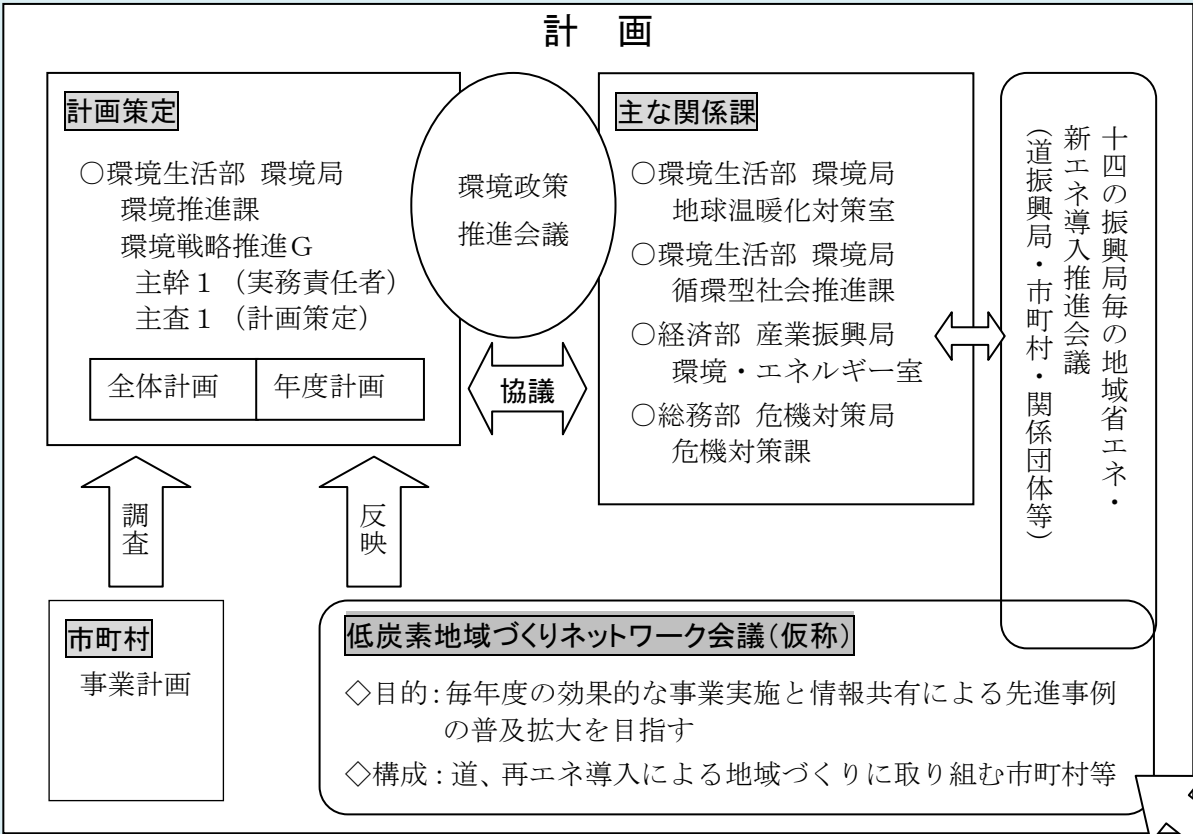 計　画
計画策定
○環境生活部 環境局
環境推進課
環境戦略推進Ｇ
主幹１（実務責任者）
主査１（計画策定）
全体計画
年度計画
環境政策
推進会議
協議
主な関係課
○環境生活部 環境局
地球温暖化対策室
○環境生活部 環境局
循環型社会推進課
○経済部 産業振興局
環境・エネルギー室
○総務部 危機対策局
危機対策課
十四の振興局毎の地域省エネ・
新エネ導入推進会議
（道振興局・市町村・関係団体等）
調査
反映
市町村
事業計画
低炭素地域づくりネットワーク会議（仮称）
◇目的：毎年度の効果的な事業実施と情報共有による先進事例
の普及拡大を目指す
◇構成：道、再エネ導入による地域づくりに取り組む市町村等